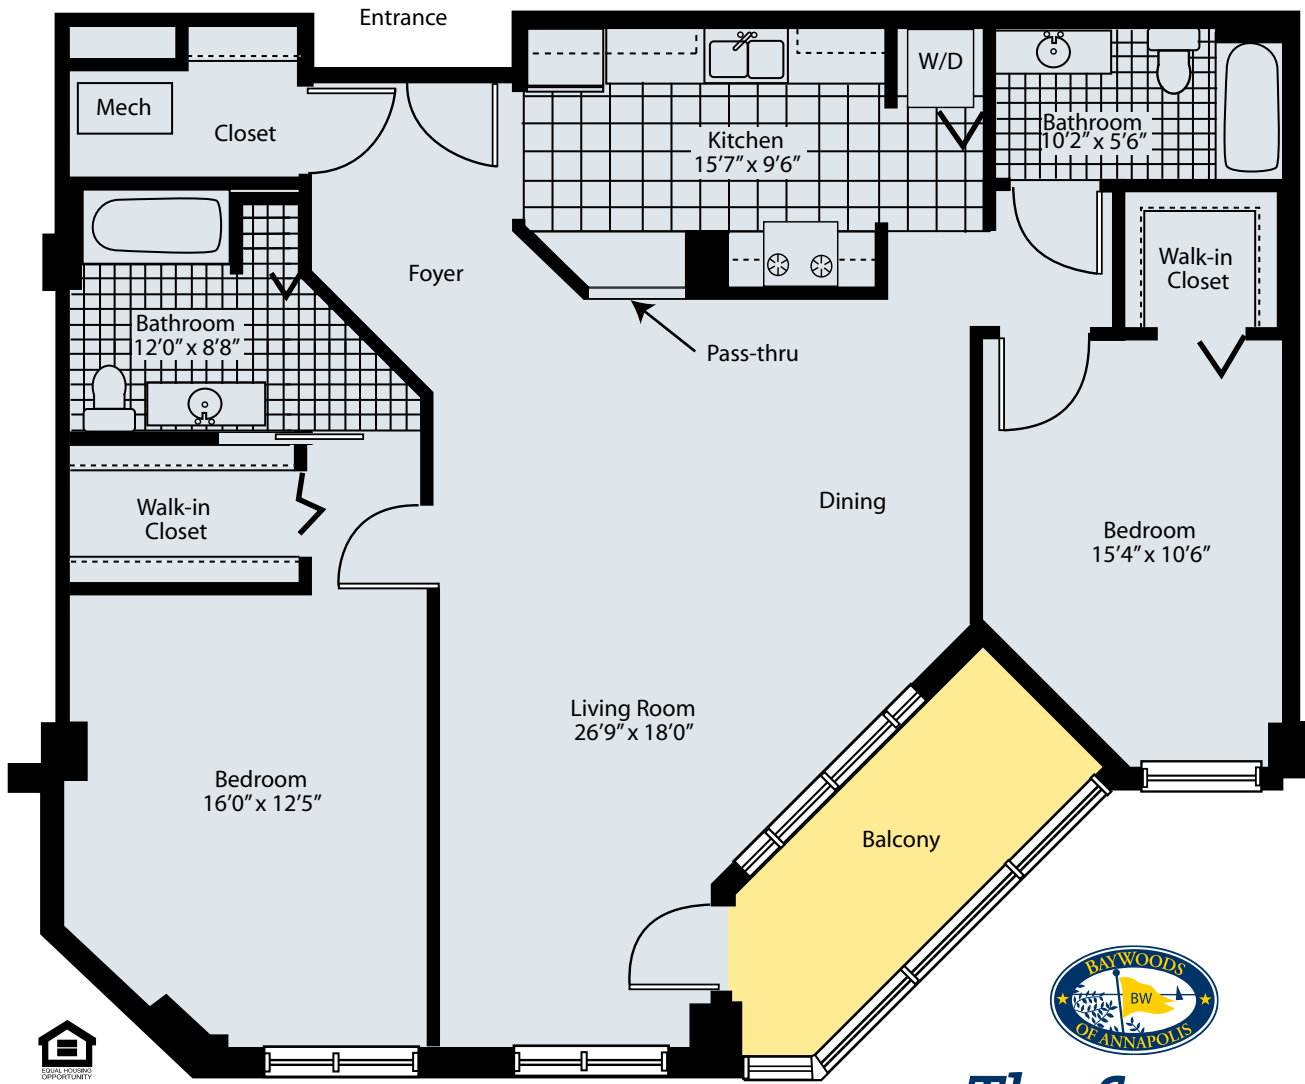 Entrance
Mech
Closet
Kitchen
15'7" x 9'6"
W/D
Bathroom
10'2" x 5'6"
Walk-in
Closet
Foyer
Bathroom
12'0" x 8'8"
Pass-thru
Walk-in
Closet
Dining
Bedroom
15'4" x 10'6"
Living Room
26'9" x 18'0"
Bedroom
16'0" x 12'5"
Balcony
BAYWOODS
BW
OF ANNAPOLIS
EQUAL HOUSING
OPPORTUNITY